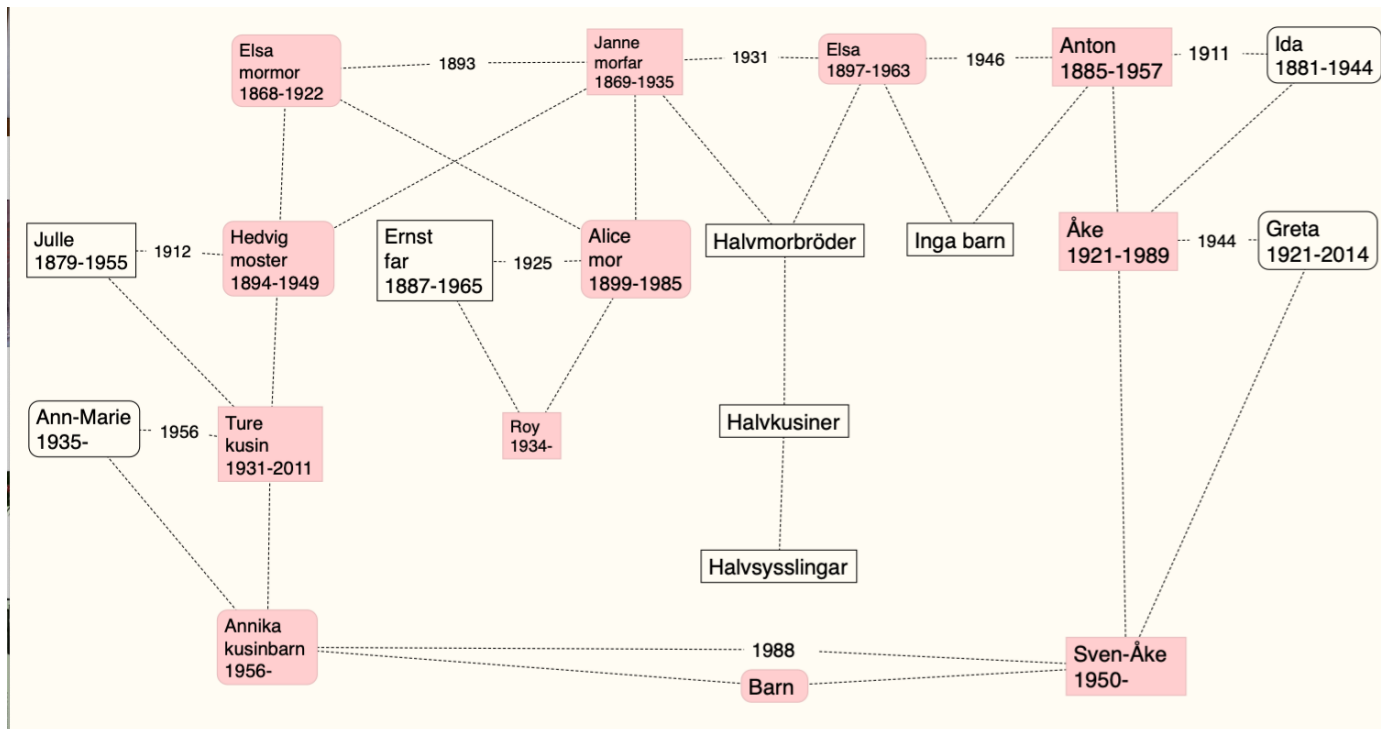 Elsa
mormor
1868-1922
1893
Janne
morfar
1869-1935
1931
Elsa
1897-1963
1946
Anton
1885-1957
1911
Ida
1881-1944
Julle
1879-1955
1912
Hedvig
moster
1894-1949
Ernst
far
1887-1965
1925
Alice
mor
1899-1985
Halvmorbröder
Inga barn
Åke
1921-1989
1944
Greta
1921-2014
Ann-Marie
1935-
1956
Ture
kusin
1931-2011
Roy
1934-
Halvkusiner
Halvsysslingar
Annika
kusinbarn
1956-
1988
Barn
Sven-Åke
1950-